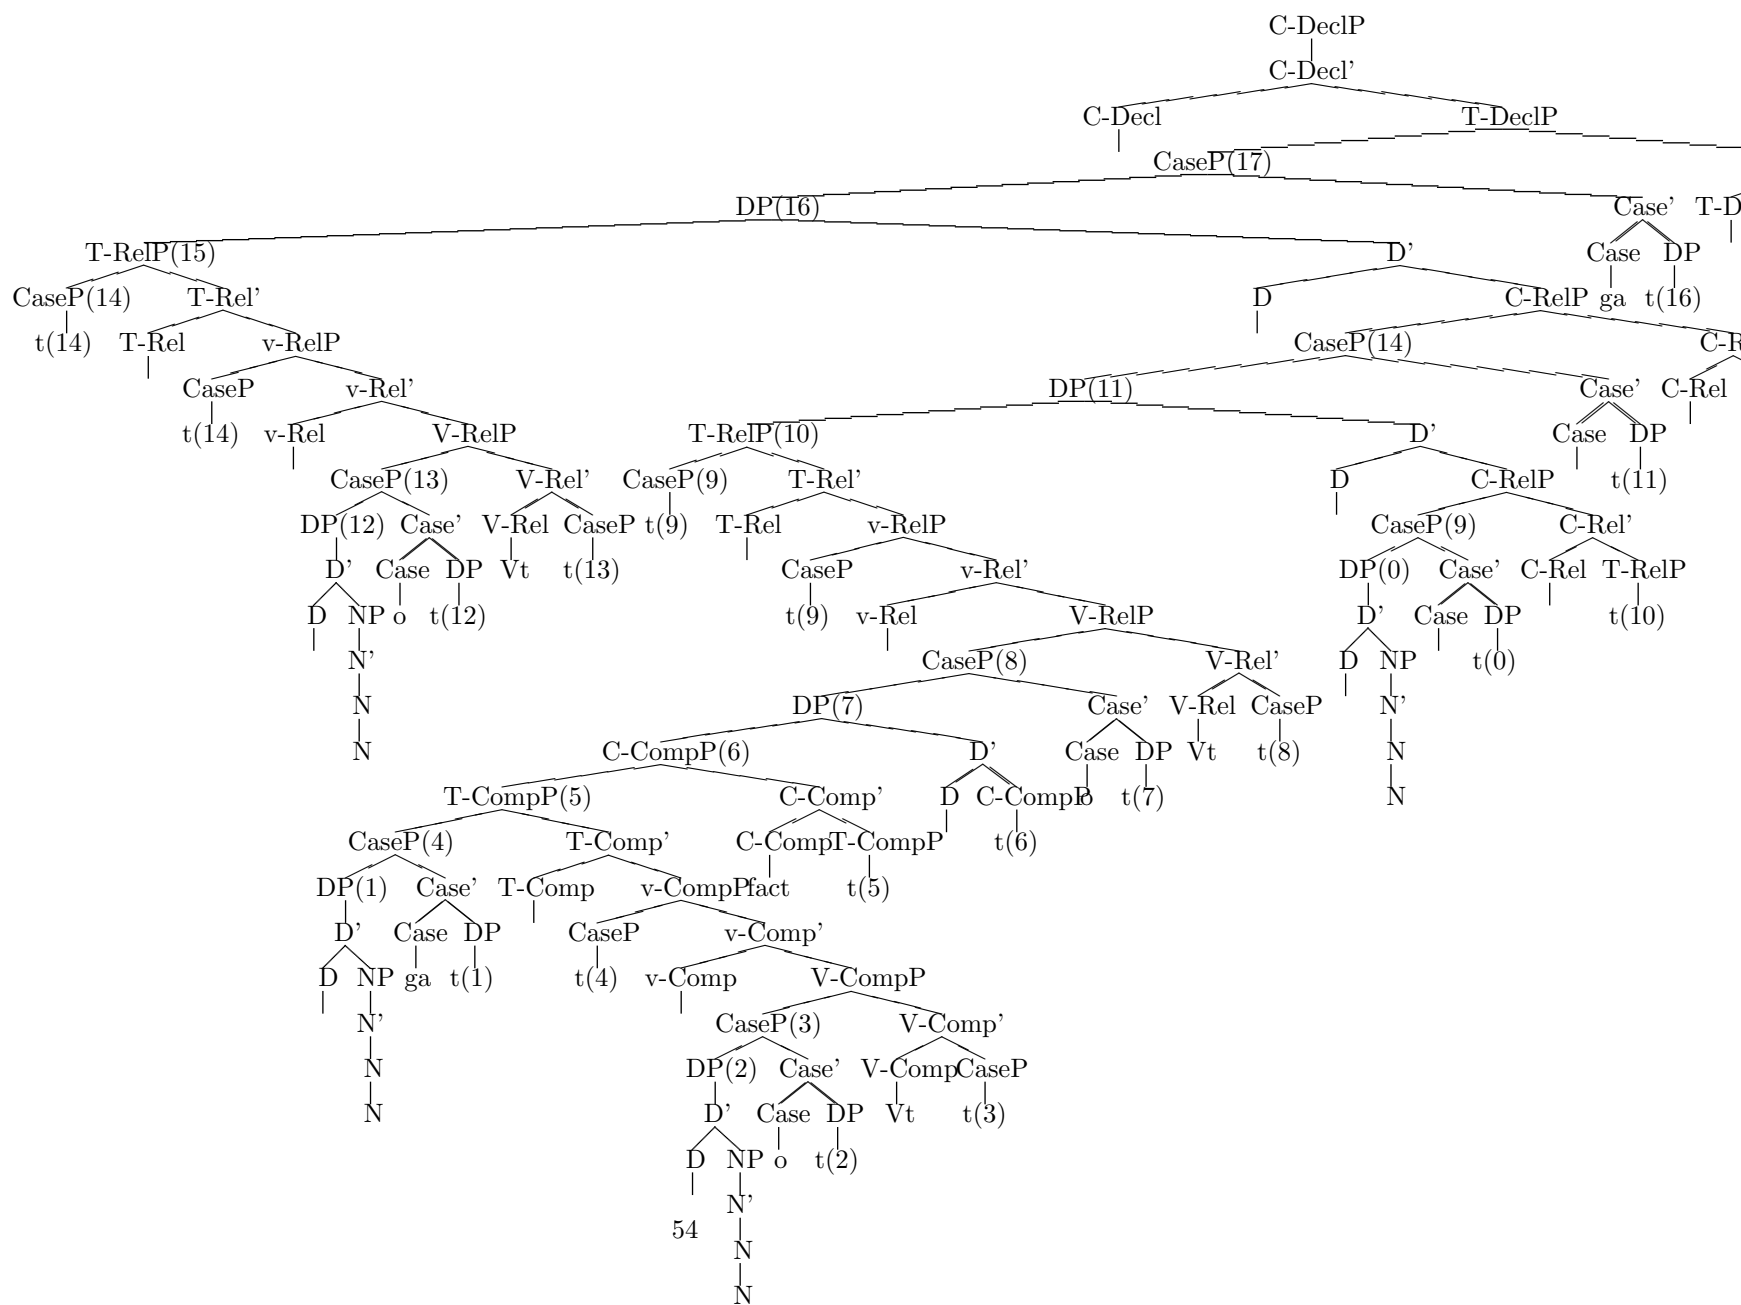 C-DeclP
C-Decl'
C-Decl T-DeclP
CaseP(17)
DP(16) Case' T-D
T-RelP(15) D' Case DP
CaseP(14) T-Rel' D C-RelP ga t(16)
t(14) T-Rel v-RelP CaseP(14) C-R
CaseP v-Rel' DP(11) Case' C-Rel
t(14) v-Rel V-RelP T-RelP(10) D' Case DP
CaseP(13) V-Rel' CaseP(9) T-Rel' D C-RelP t(11)
DP(12) Case' V-Rel CaseP t(9) T-Rel v-RelP CaseP(9) C-Rel'
D' Case DP Vt t(13) CaseP v-Rel' DP(0) Case' C-Rel T-RelP
D NP o t(12) t(9) v-Rel V-RelP D' Case DP t(10)
N' CaseP(8) V-Rel' D NP t(0)
N DP(7) Case' V-Rel CaseP N'
N C-CompP(6) D' Case DP Vt t(8) N
T-CompP(5) C-Comp' D C-CompP o t(7) N
CaseP(4) T-Comp' C-Comp T-CompP t(6)
DP(1) Case' T-Comp v-CompP fact t(5)
D' Case DP CaseP v-Comp'
D NP ga t(1) t(4) v-Comp V-CompP
N' CaseP(3) V-Comp'
N DP(2) Case' V-Comp CaseP
N D' Case DP Vt t(3)
D NP o t(2)
N'
54
N
N